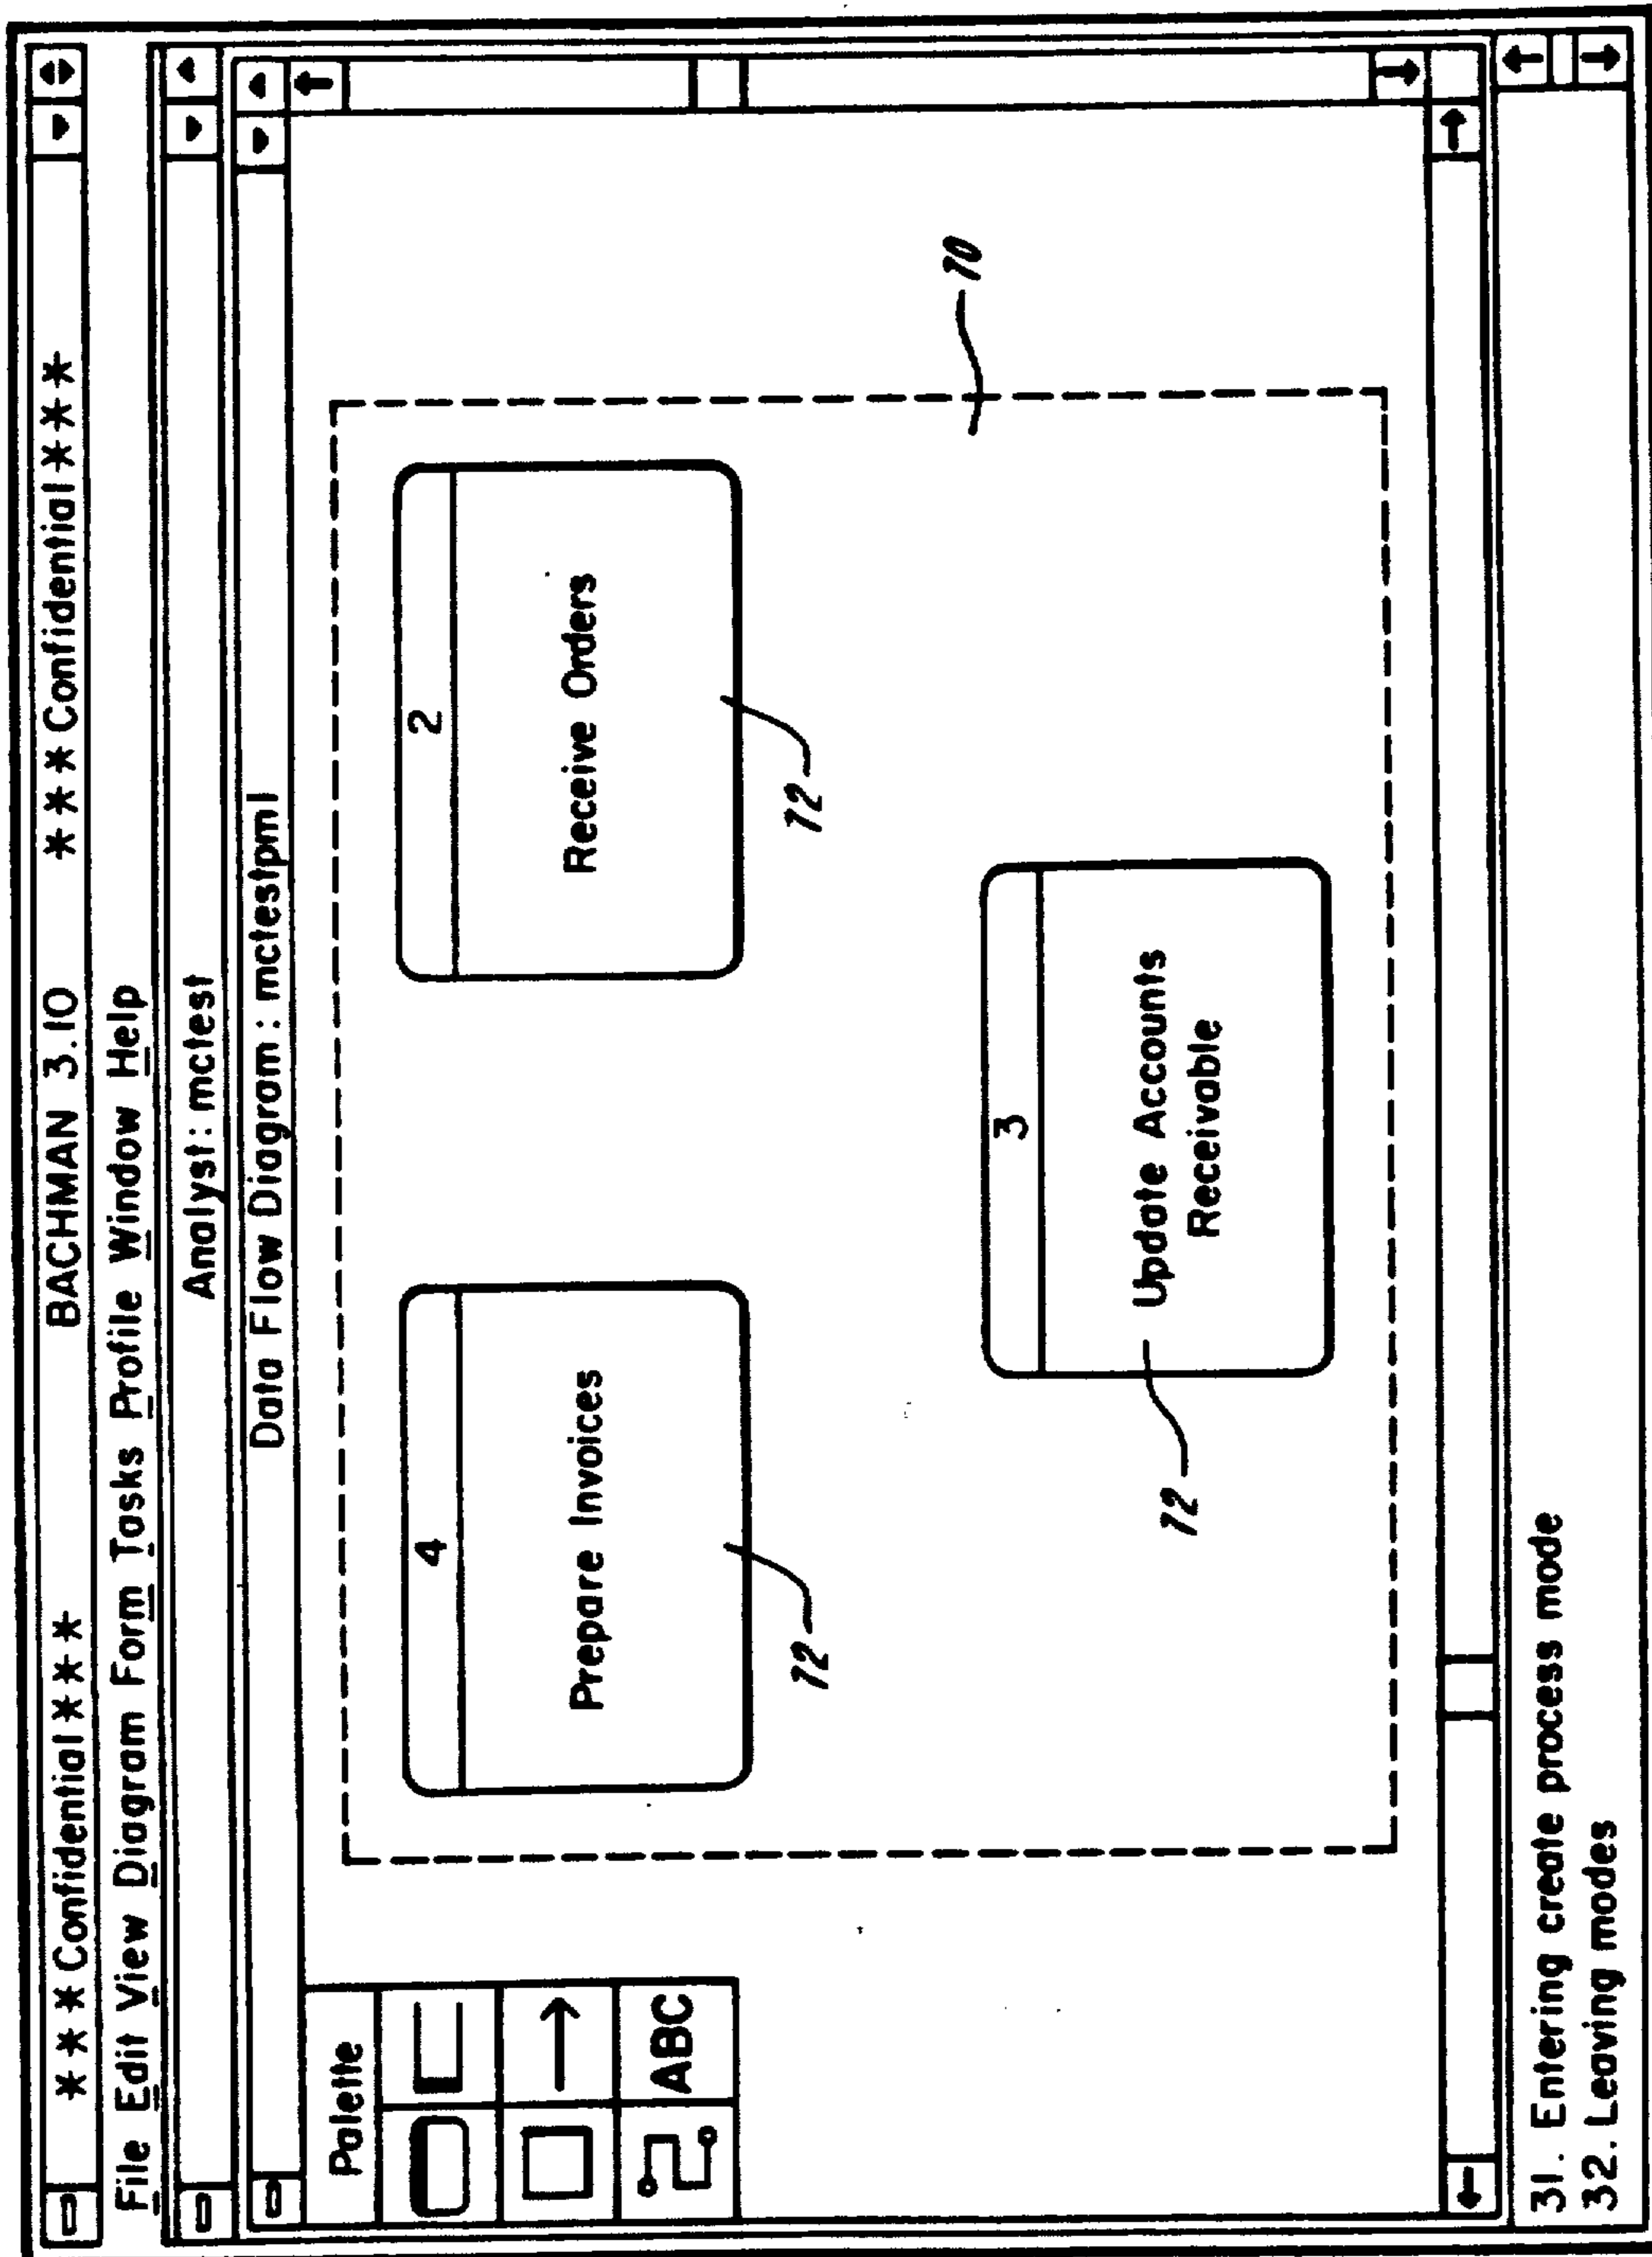 * * * Confidential * * * BACHMAN 3.10 * * * Confidential * * *
File Edit View Diagram Form Tasks Profile Window Help
Analyst: mctest
Data Flow Diagram : mctestpm1
Palette
ABC
4
Prepare Invoices
72
2
Receive Orders
72
3
Update Accounts
Receivable
72
70
31. Entering create process mode
32. Leaving modes